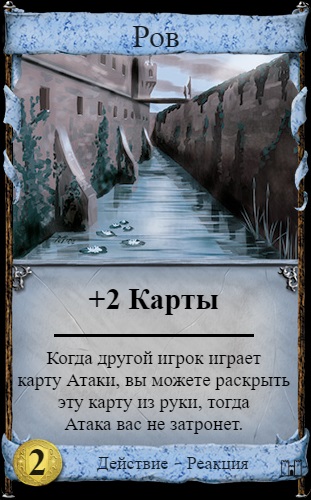 Ров
+2 Карты
Когда другой игрок играет
карту Атаки, вы можете раскрыть
эту карту из руки, тогда
Атака вас не затронет.
2
Действие – Реакция